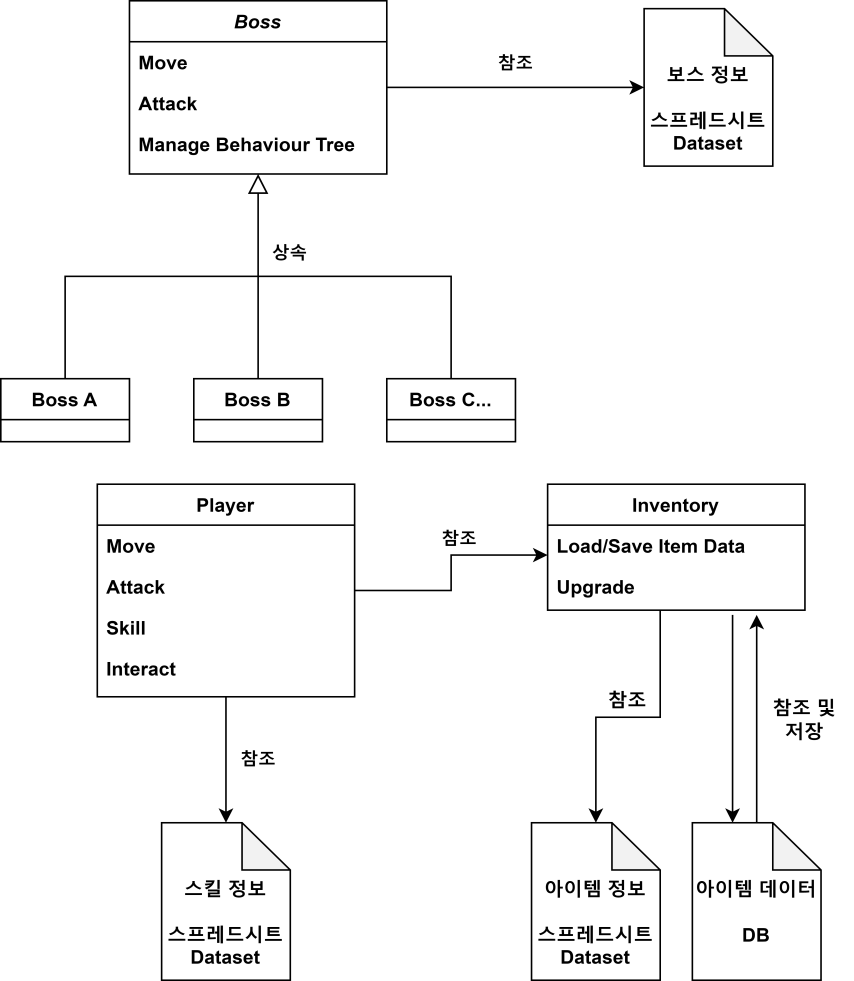 Boss
Move
Attack
Manage Behaviour Tree
참조
보스 정보
스프레드시트
Dataset
상속
Boss A
Boss B
Boss C...
Player
Move
Attack
Skill
Interact
참조
Inventory
Load/Save Item Data
Upgrade
참조
참조
참조 및
저장
스킬 정보
스프레드시트
Dataset
아이템 정보
스프레드시트
Dataset
아이템 데이터
DB